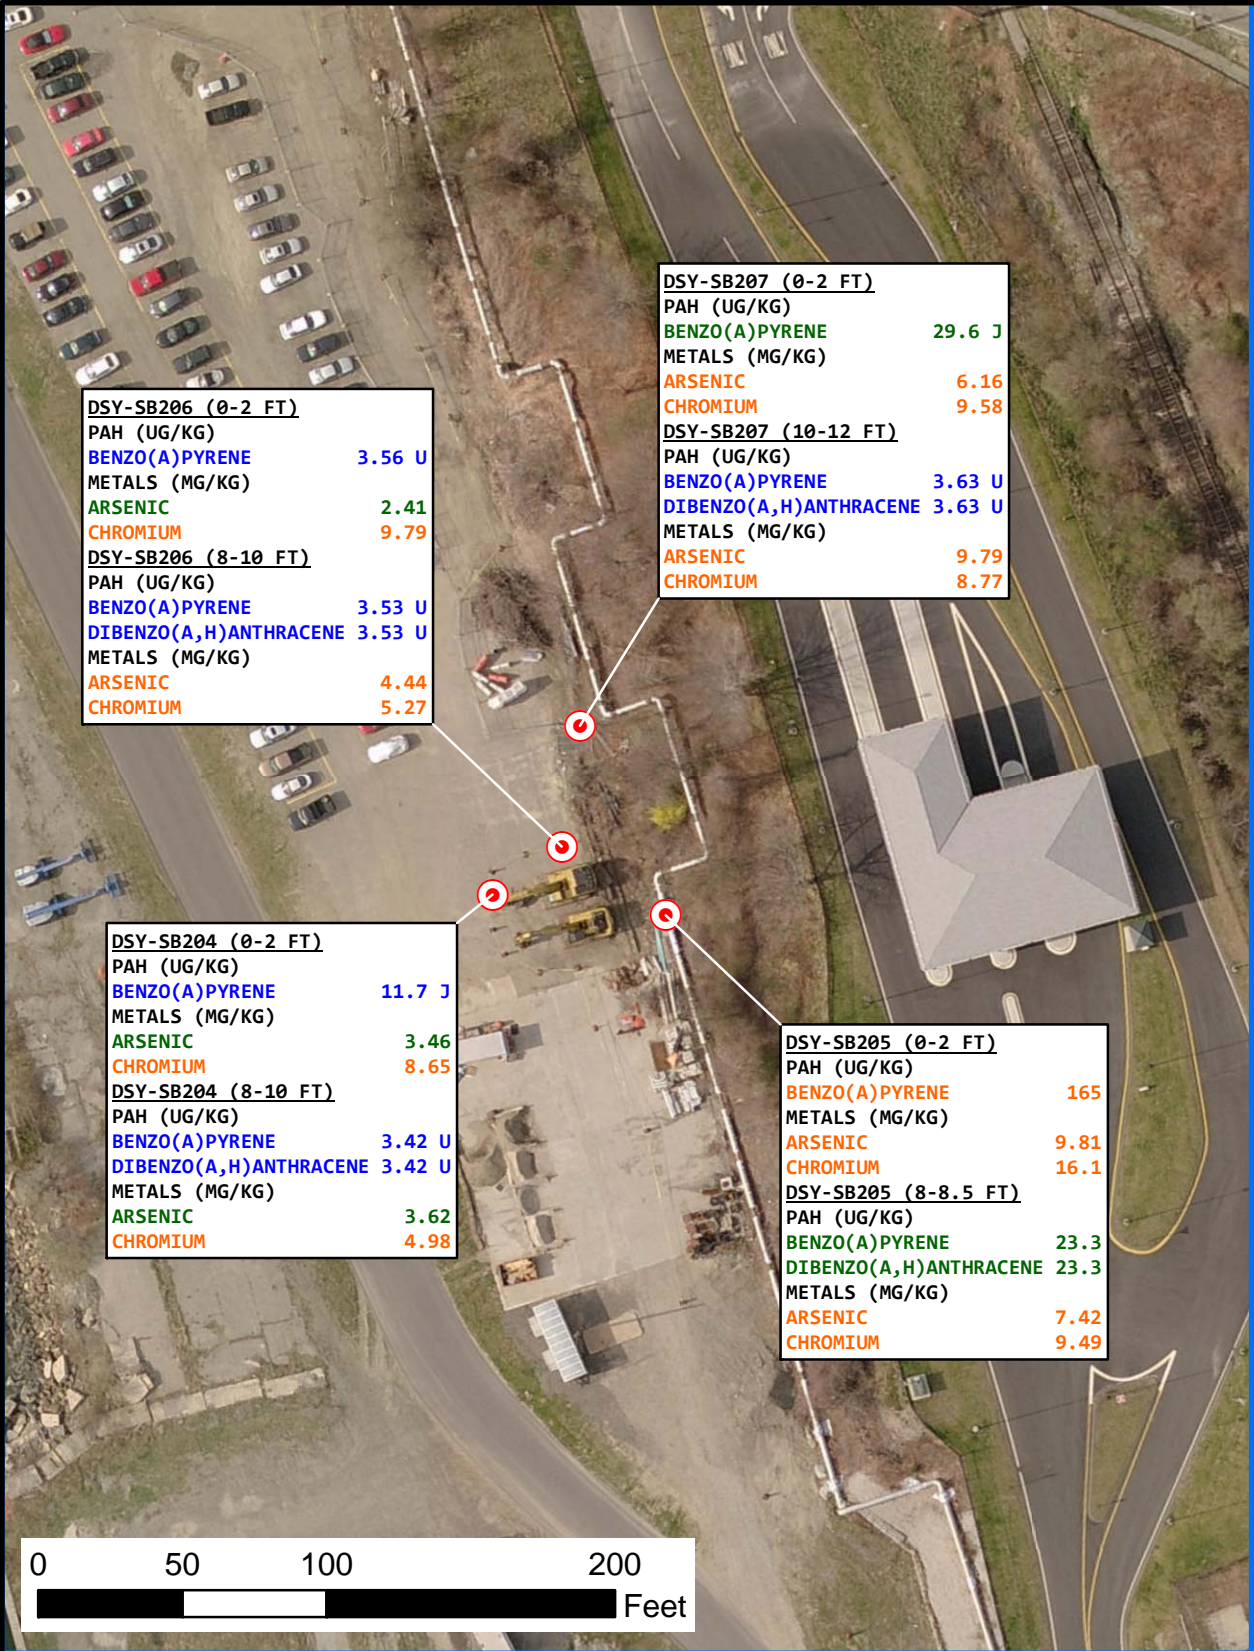 DSY-SB207 (0-2 FT)
PAH (UG/KG)
BENZO(A)PYRENE 29.6 J
METALS (MG/KG)
ARSENIC 6.16
CHROMIUM 9.58
DSY-SB207 (10-12 FT)
PAH (UG/KG)
BENZO(A)PYRENE 3.63 U
DIBENZO(A,H)ANTHRACENE 3.63 U
METALS (MG/KG)
ARSENIC 9.79
CHROMIUM 8.77
DSY-SB206 (0-2 FT)
PAH (UG/KG)
BENZO(A)PYRENE 3.56 U
METALS (MG/KG)
ARSENIC 2.41
CHROMIUM 9.79
DSY-SB206 (8-10 FT)
PAH (UG/KG)
BENZO(A)PYRENE 3.53 U
DIBENZO(A,H)ANTHRACENE 3.53 U
METALS (MG/KG)
ARSENIC 4.44
CHROMIUM 5.27
DSY-SB204 (0-2 FT)
PAH (UG/KG)
BENZO(A)PYRENE 11.7 J
METALS (MG/KG)
ARSENIC 3.46
CHROMIUM 8.65
DSY-SB204 (8-10 FT)
PAH (UG/KG)
BENZO(A)PYRENE 3.42 U
DIBENZO(A,H)ANTHRACENE 3.42 U
METALS (MG/KG)
ARSENIC 3.62
CHROMIUM 4.98
DSY-SB205 (0-2 FT)
PAH (UG/KG)
BENZO(A)PYRENE 165
METALS (MG/KG)
ARSENIC 9.81
CHROMIUM 16.1
DSY-SB205 (8-8.5 FT)
PAH (UG/KG)
BENZO(A)PYRENE 23.3
DIBENZO(A,H)ANTHRACENE 23.3
METALS (MG/KG)
ARSENIC 7.42
CHROMIUM 9.49
0 50 100 200
Feet